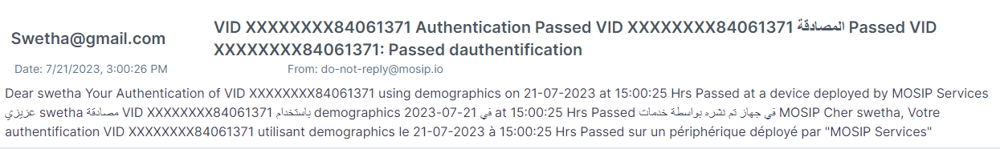 Swetha@gmail.com
VID XXXXXXXX84061371 Authentication Passed VID XXXXXXXX84061371 المصادقة Passed VID
XXXXXXXX84061371: Passed dauthentification
Date: 7/21/2023, 3:00:26 PM
From: do-not-reply@mosip.io
Dear swetha Your Authentication of VID XXXXXXXX84061371 using demographics on 21-07-2023 at 15:00:25 Hrs Passed at a device deployed by MOSIP Services
عزيزي swetha مصادقة VID XXXXXXXX84061371 باستخدام demographics في 21-07-2023 at 15:00:25 Hrs Passed في جهاز تم نشره بواسطة خدمات MOSIP Cher swetha, Votre
authentification VID XXXXXXXX84061371 utilisant demographics le 21-07-2023 à 15:00:25 Hrs Passed sur un périphérique déployé par "MOSIP Services"